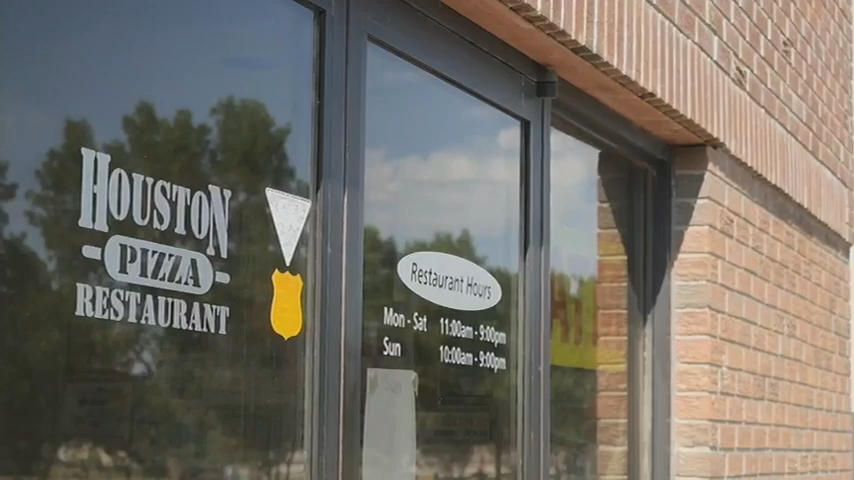 HOUSTON
PIZZA
RESTAURANT
Restaurant Hours
Mon - Sat 11:00am - 9:00pm
Sun 10:00am - 9:00pm